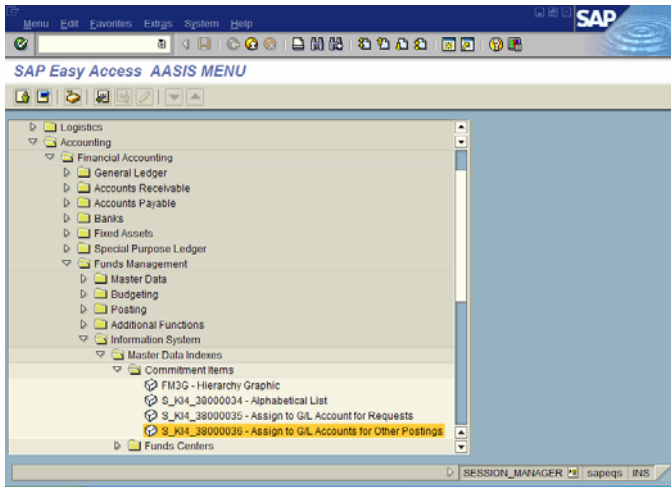 Menu Edit Favorites Extras System Help
SAP
SAP Easy Access AASIS MENU
Logistics
Accounting
Financial Accounting
General Ledger
Accounts Receivable
Accounts Payable
Banks
Fixed Assets
Special Purpose Ledger
Funds Management
Master Data
Budgeting
Posting
Additional Functions
Information System
Master Data Indexes
Commitment Items
FM3G - Hierarchy Graphic
S_KI4_38000034 - Alphabetical List
S_KI4_38000035 - Assign to G/L Account for Requests
S_KI4_38000036 - Assign to G/L Accounts for Other Postings
Funds Centers
SESSION_MANAGER sapeqs INS